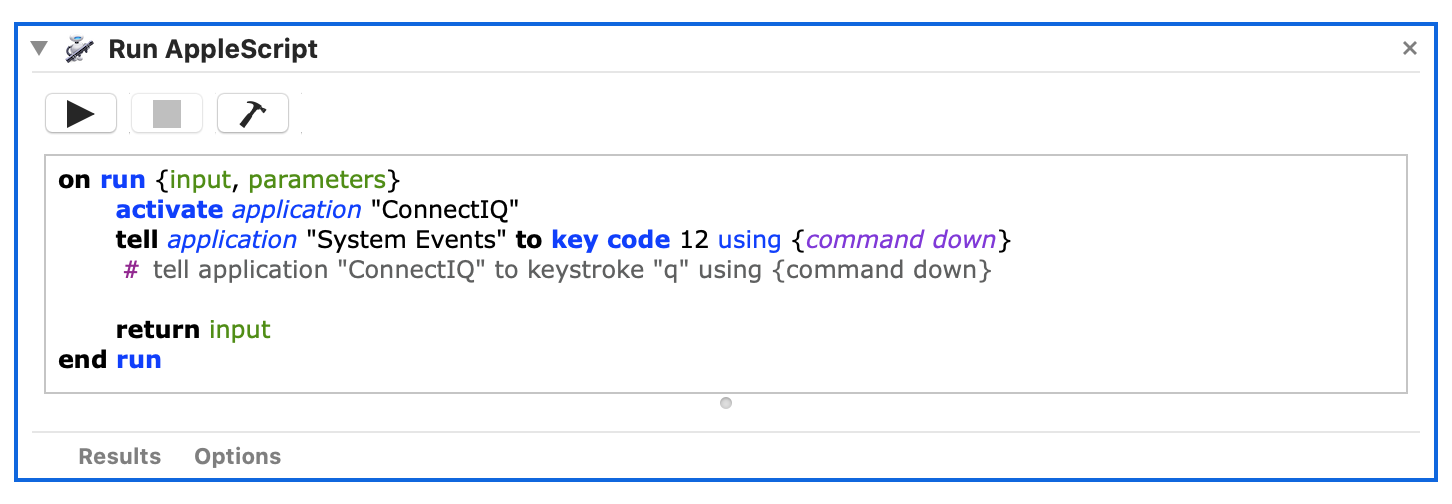 Run AppleScript
on run {input, parameters}
activate application "ConnectIQ"
tell application "System Events" to key code 12 using {command down}
# tell application "ConnectIQ" to keystroke "q" using {command down}
return input
end run
Results Options